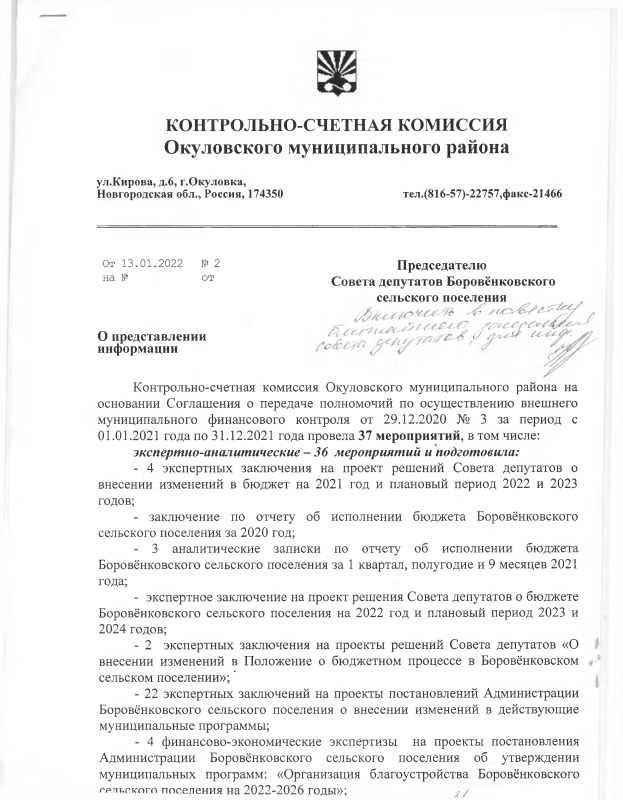 КОНТРОЛЬНО-СЧЕТНАЯ КОМИССИЯ
Окуловского муниципального района
ул.Кирова, д.6, г.Окуловка,
Новгородская обл., Россия, 174350
тел.(816-57)-22757,факс-21466
От 13.01.2022 № 2
на № от
Председателю
Совета депутатов Боровёнковского
сельского поселения
Включить в повестку
ближайшего заседания
совета депутатов, для инф.
О представлении
информации
Контрольно-счетная комиссия Окуловского муниципального района на
основании Соглашения о передаче полномочий по осуществлению внешнего
муниципального финансового контроля от 29.12.2020 № 3 за период с
01.01.2021 года по 31.12.2021 года провела 37 мероприятий, в том числе:
экспертно-аналитические – 36 мероприятий и подготовила:
- 4 экспертных заключения на проект решений Совета депутатов о
внесении изменений в бюджет на 2021 год и плановый период 2022 и 2023
годов;
- заключение по отчету об исполнении бюджета Боровёнковского
сельского поселения за 2020 год;
- 3 аналитические записки по отчету об исполнении бюджета
Боровёнковского сельского поселения за 1 квартал, полугодие и 9 месяцев 2021
года;
- экспертное заключение на проект решения Совета депутатов о бюджете
Боровёнковского сельского поселения на 2022 год и плановый период 2023 и
2024 годов;
- 2 экспертных заключения на проекты решений Совета депутатов «О
внесении изменений в Положение о бюджетном процессе в Боровёнковском
сельском поселении»;
- 22 экспертных заключений на проекты постановлений Администрации
Боровёнковского сельского поселения о внесении изменений в действующие
муниципальные программы;
- 4 финансово-экономические экспертизы на проекты постановления
Администрации Боровёнковского сельского поселения об утверждении
муниципальных программ: «Организация благоустройства Боровёнковского
сельского поселения на 2022-2026 годы»;